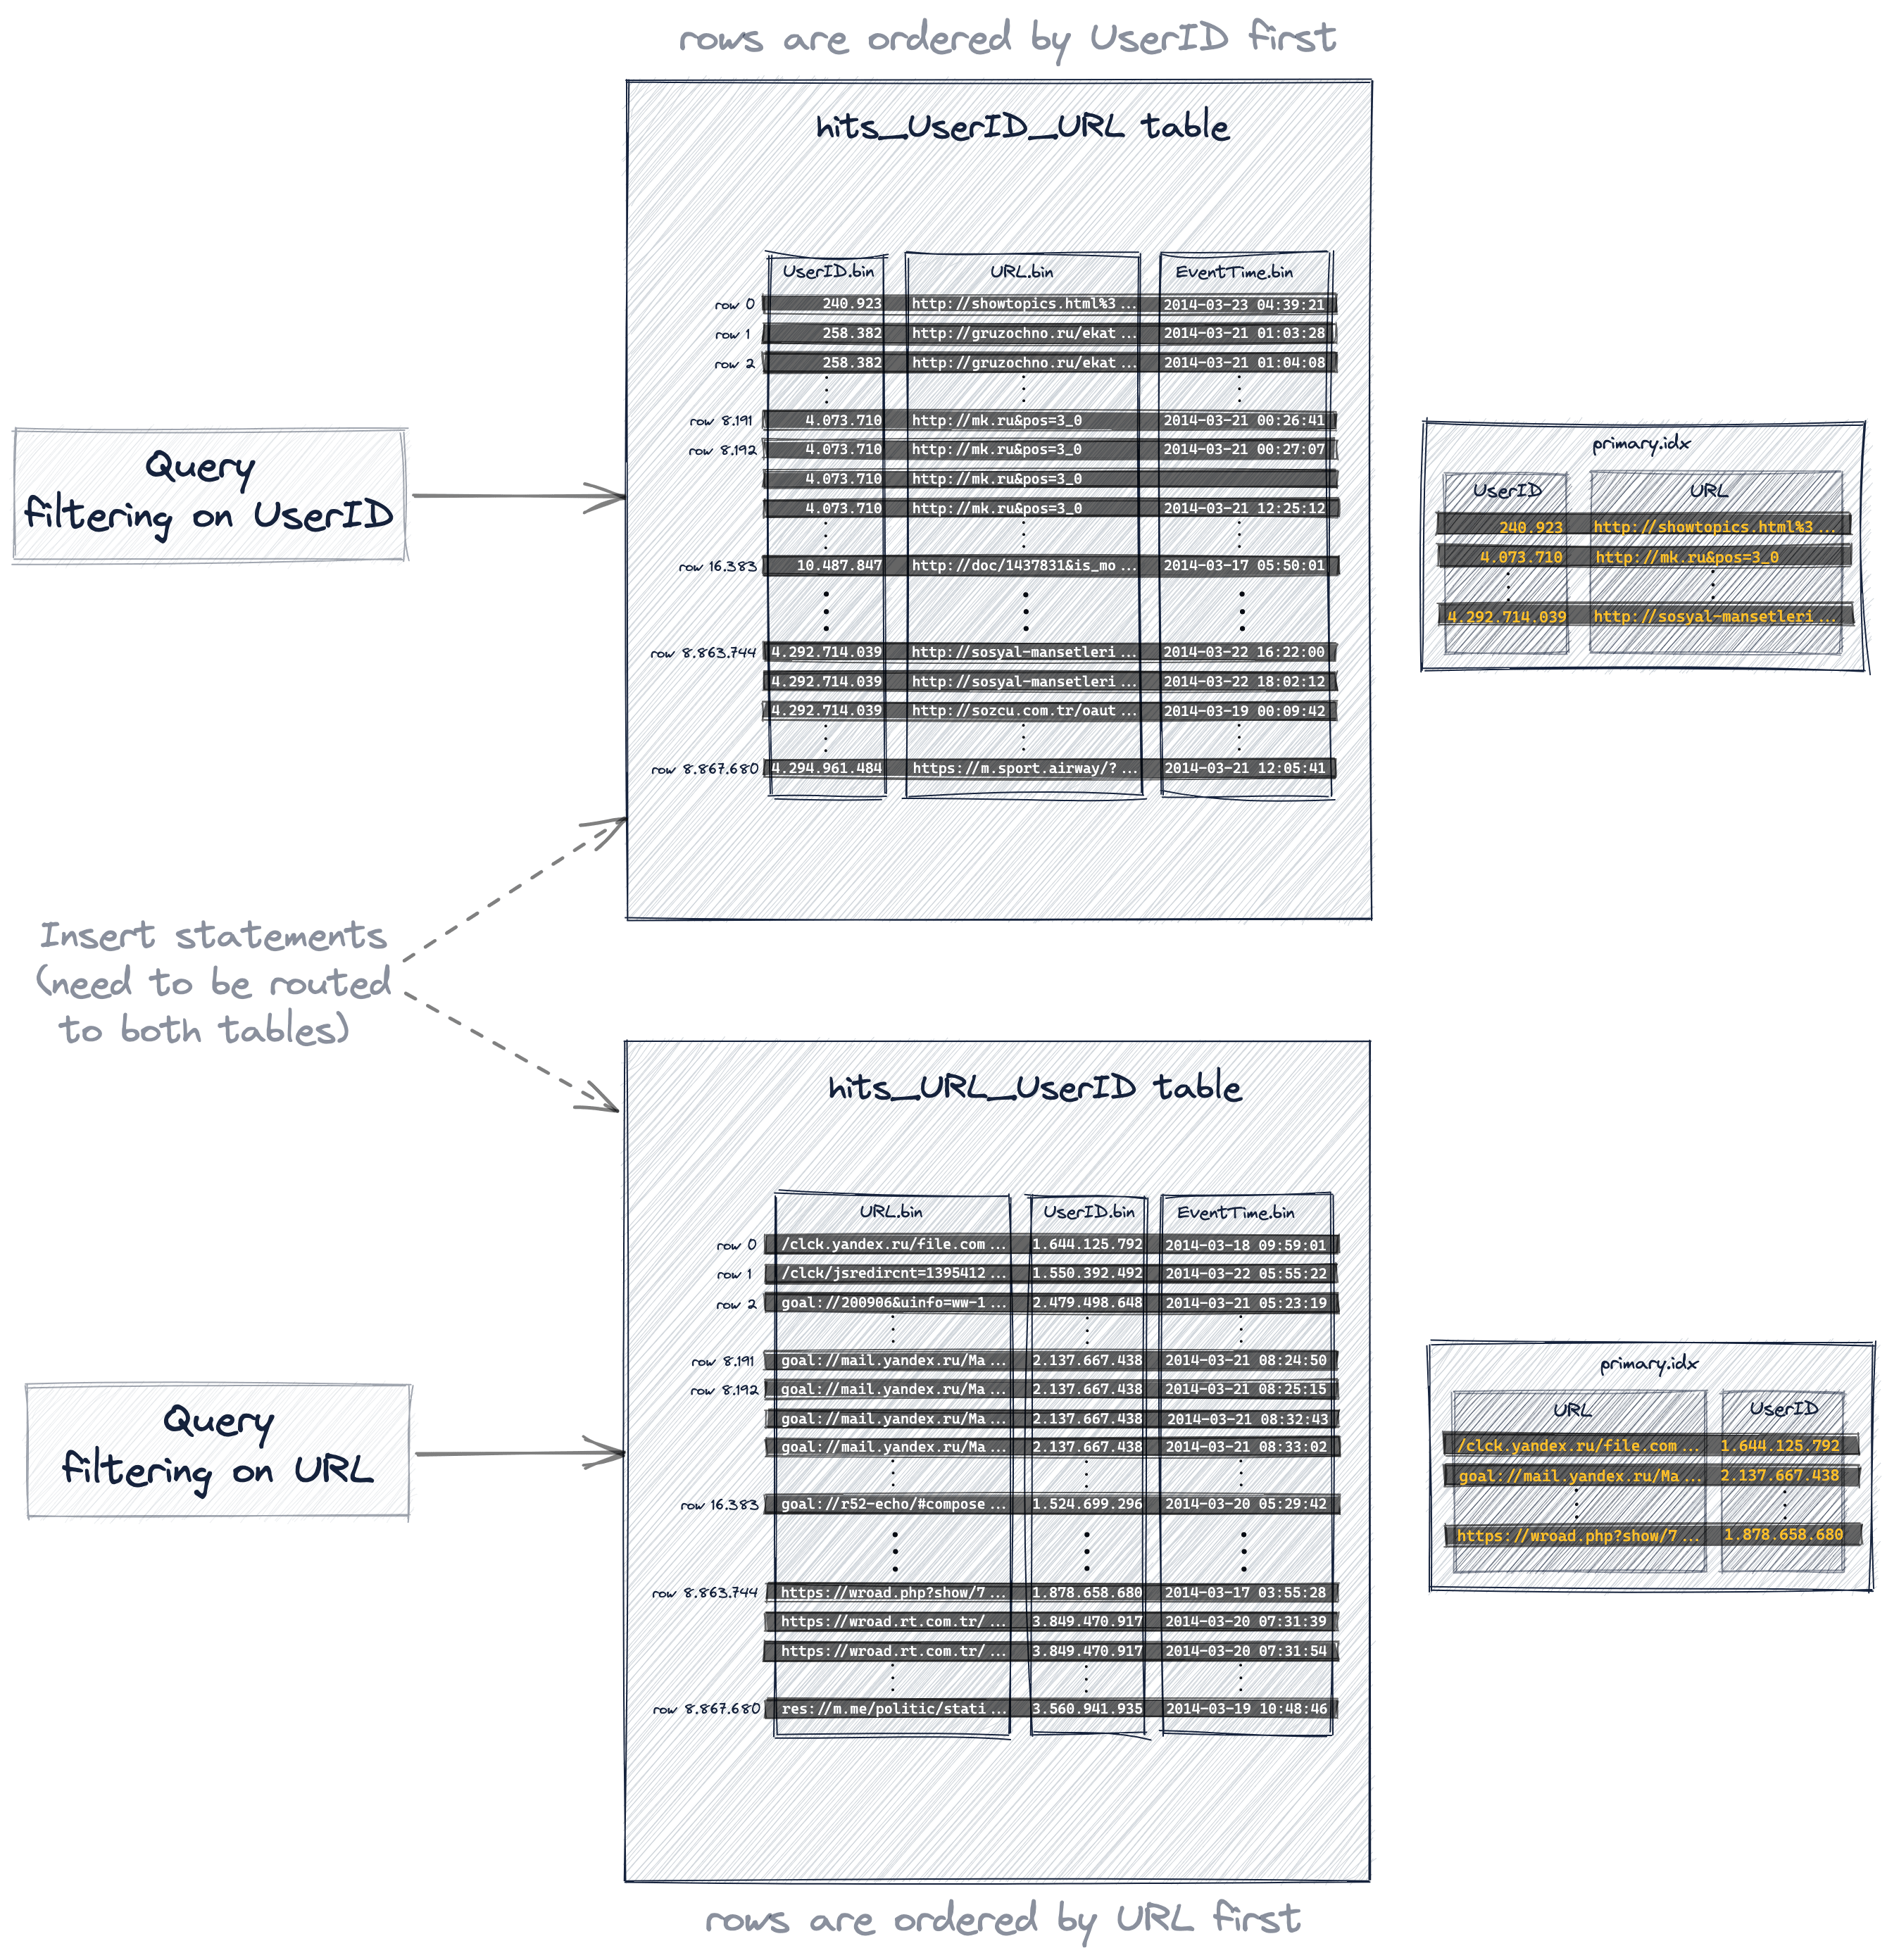 rows are ordered by UserID first
hits_UserID_URL table
UserID.bin URL.bin EventTime.bin
row 0 240.923 http://showtopics.html%3 ... 2014-03-23 04:39:21
row 1 258.382 http://gruzochno.ru/ekat ... 2014-03-21 01:03:28
row 2 258.382 http://gruzochno.ru/ekat ... 2014-03-21 01:04:08
row 8.191 4.073.710 http://mk.ru&pos=3_0 2014-03-21 00:26:41
row 8.192 4.073.710 http://mk.ru&pos=3_0 2014-03-21 00:27:07
4.073.710 http://mk.ru&pos=3_0
4.073.710 http://mk.ru&pos=3_0 2014-03-21 12:25:12
row 16.383 10.487.847 http://doc/1437831&is_mo ... 2014-03-17 05:50:01
row 8.863.744 4.292.714.039 http://sosyal-mansetleri ... 2014-03-22 16:22:00
4.292.714.039 http://sosyal-mansetleri ... 2014-03-22 18:02:12
4.292.714.039 http://sozcu.com.tr/oaut ... 2014-03-19 00:09:42
row 8.867.680 4.294.961.484 https://m.sport.airway/? ... 2014-03-21 12:05:41
Query
filtering on UserID
primary.idx
UserID URL
240.923 http://showtopics.html%3 ...
4.073.710 http://mk.ru&pos=3_0
4.292.714.039 http://sosyal-mansetleri ...
Insert statements
(need to be routed
to both tables)
hits_URL_UserID table
URL.bin UserID.bin EventTime.bin
row 0 /clck.yandex.ru/file.com ... 1.644.125.792 2014-03-18 09:59:01
row 1 /clck/jsredircnt=1395412 ... 1.550.392.492 2014-03-22 05:55:22
row 2 goal://200906&uinfo=ww-1 ... 2.479.498.648 2014-03-21 05:23:19
row 8.191 goal://mail.yandex.ru/Ma ... 2.137.667.438 2014-03-21 08:24:50
row 8.192 goal://mail.yandex.ru/Ma ... 2.137.667.438 2014-03-21 08:25:15
goal://mail.yandex.ru/Ma ... 2.137.667.438 2014-03-21 08:32:43
goal://mail.yandex.ru/Ma ... 2.137.667.438 2014-03-21 08:33:02
row 16.383 goal://r52-echo/#compose ... 1.524.699.296 2014-03-20 05:29:42
row 8.863.744 https://wroad.php?show/7 ... 1.878.658.680 2014-03-17 03:55:28
https://wroad.rt.com.tr/ ... 3.849.470.917 2014-03-20 07:31:39
https://wroad.rt.com.tr/ ... 3.849.470.917 2014-03-20 07:31:54
row 8.867.680 res://m.me/politic/stati ... 3.560.941.935 2014-03-19 10:48:46
Query
filtering on URL
primary.idx
URL UserID
/clck.yandex.ru/file.com ... 1.644.125.792
goal://mail.yandex.ru/Ma ... 2.137.667.438
https://wroad.php?show/7 ... 1.878.658.680
rows are ordered by URL first